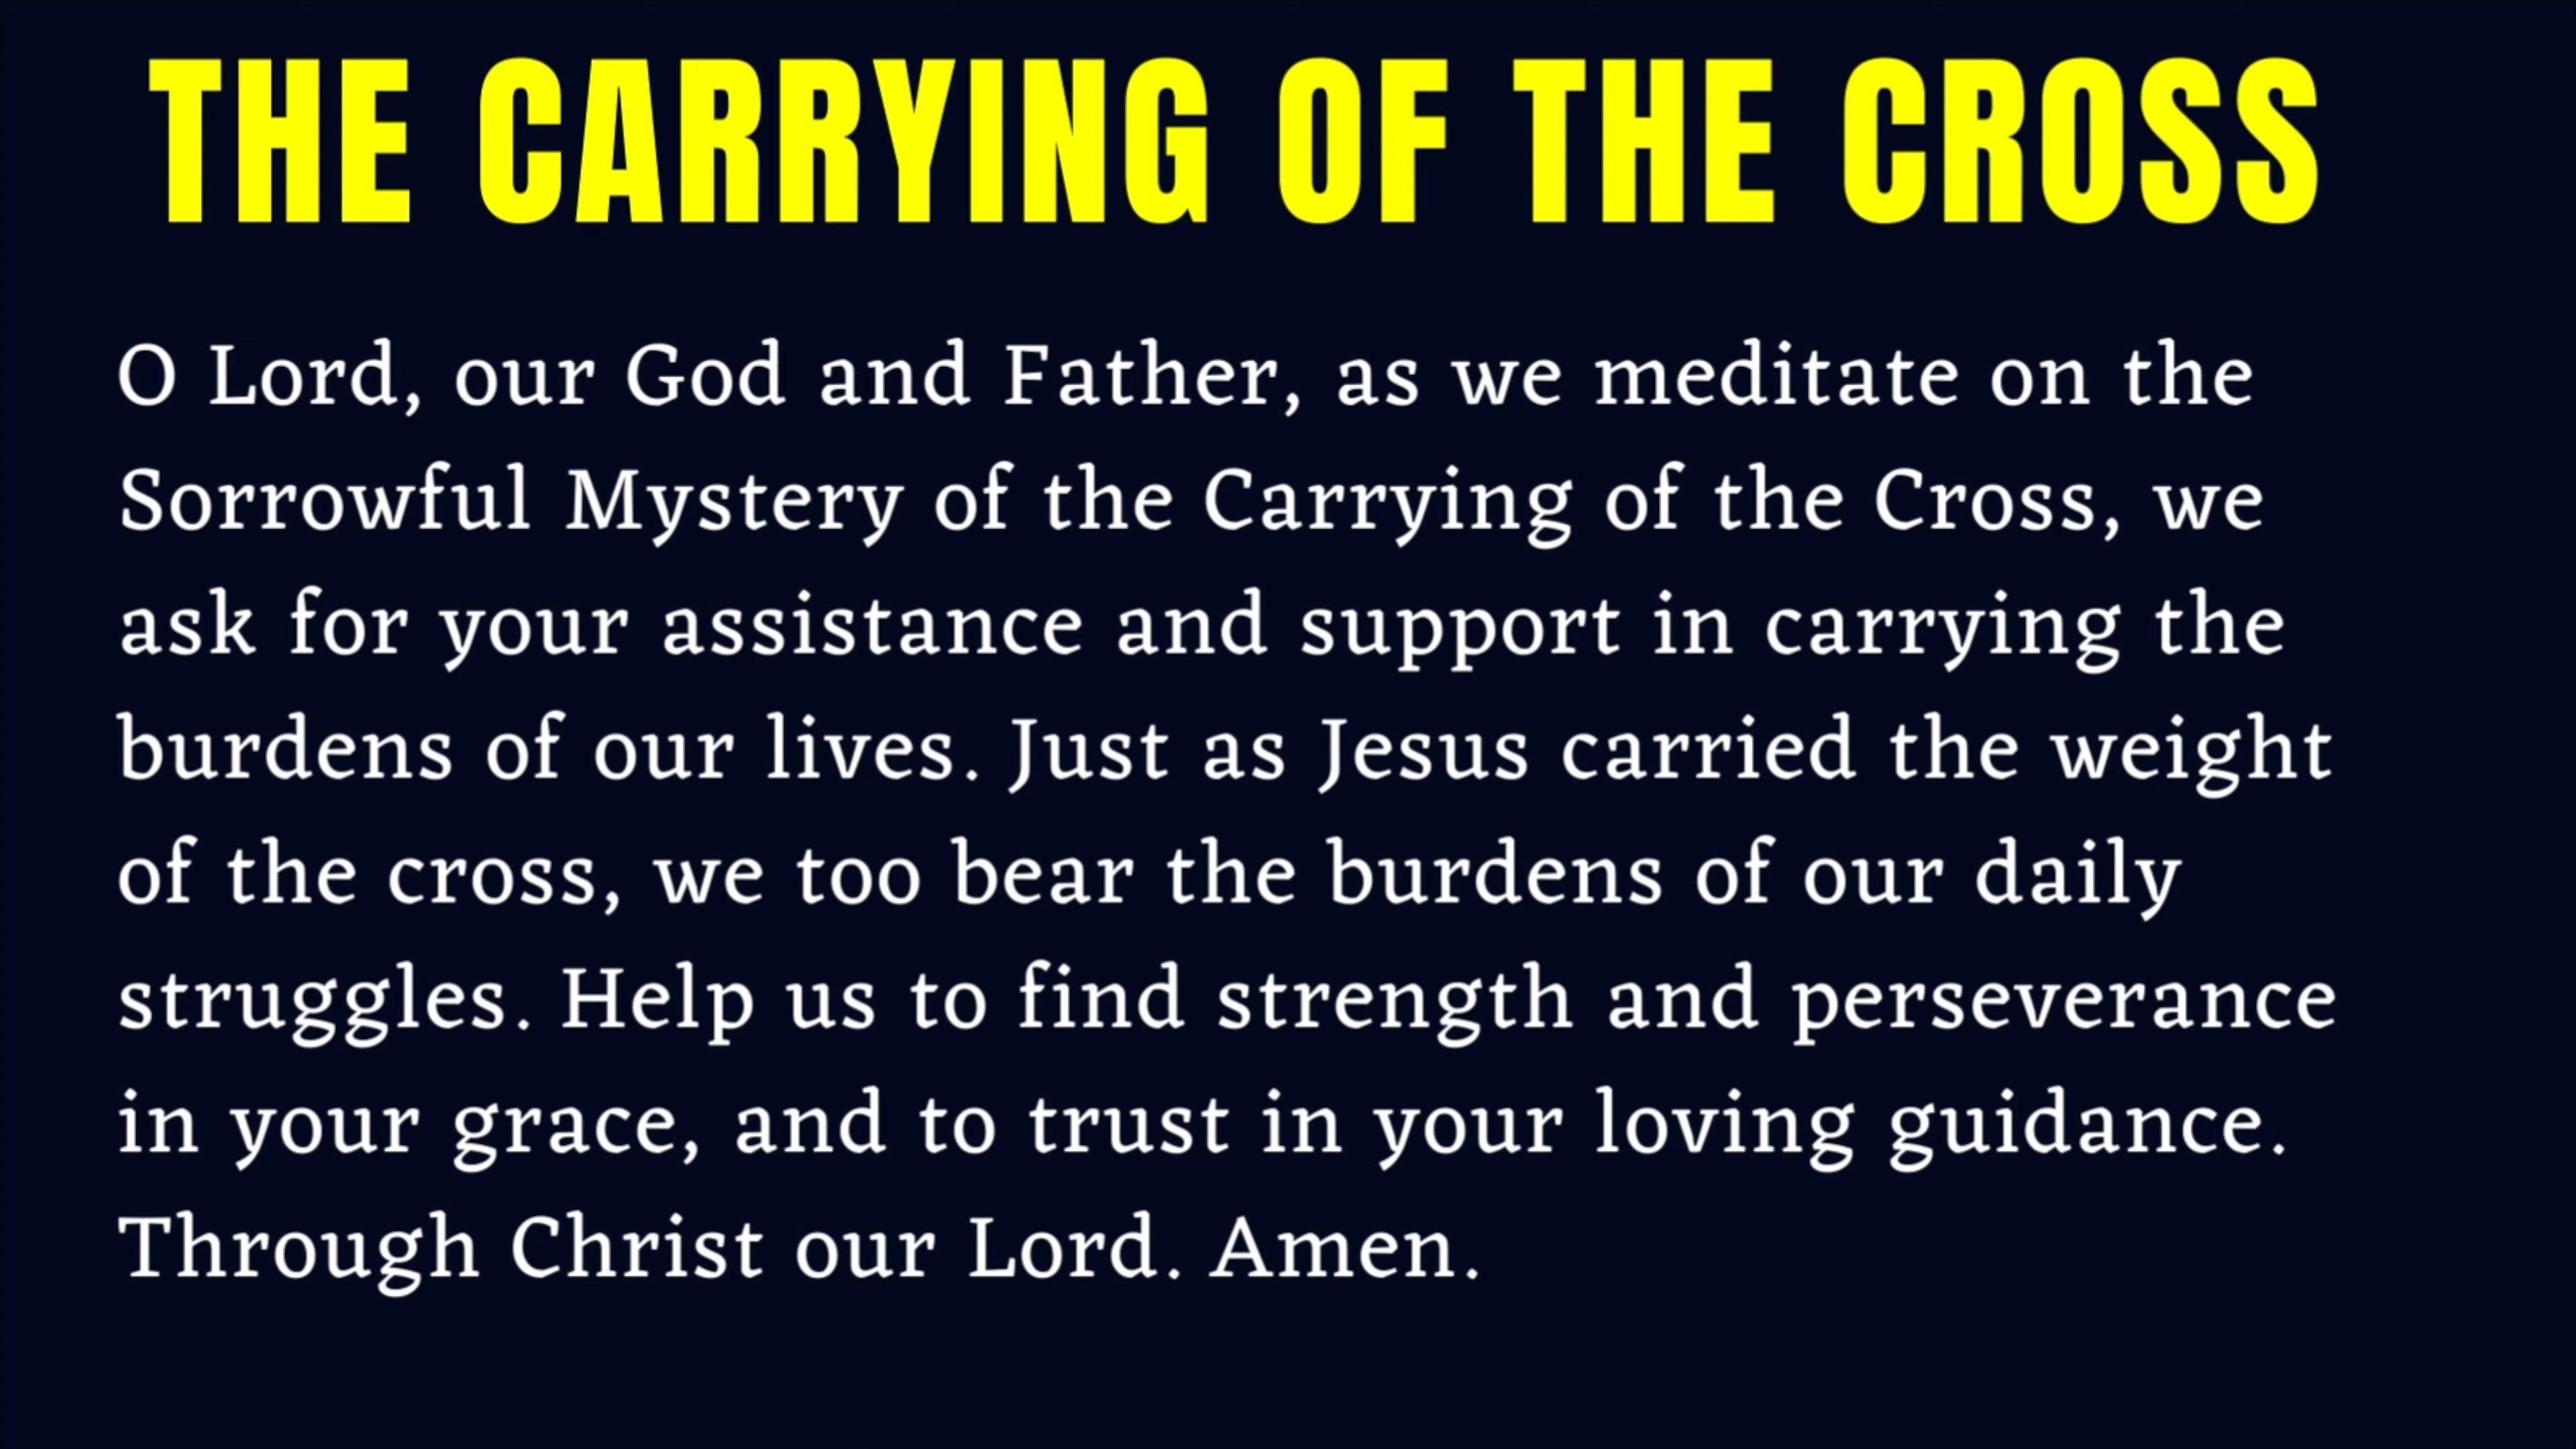 THE CARRYING OF THE CROSS
O Lord, our God and Father, as we meditate on the
Sorrowful Mystery of the Carrying of the Cross, we
ask for your assistance and support in carrying the
burdens of our lives. Just as Jesus carried the weight
of the cross, we too bear the burdens of our daily
struggles. Help us to find strength and perseverance
in your grace, and to trust in your loving guidance.
Through Christ our Lord. Amen.